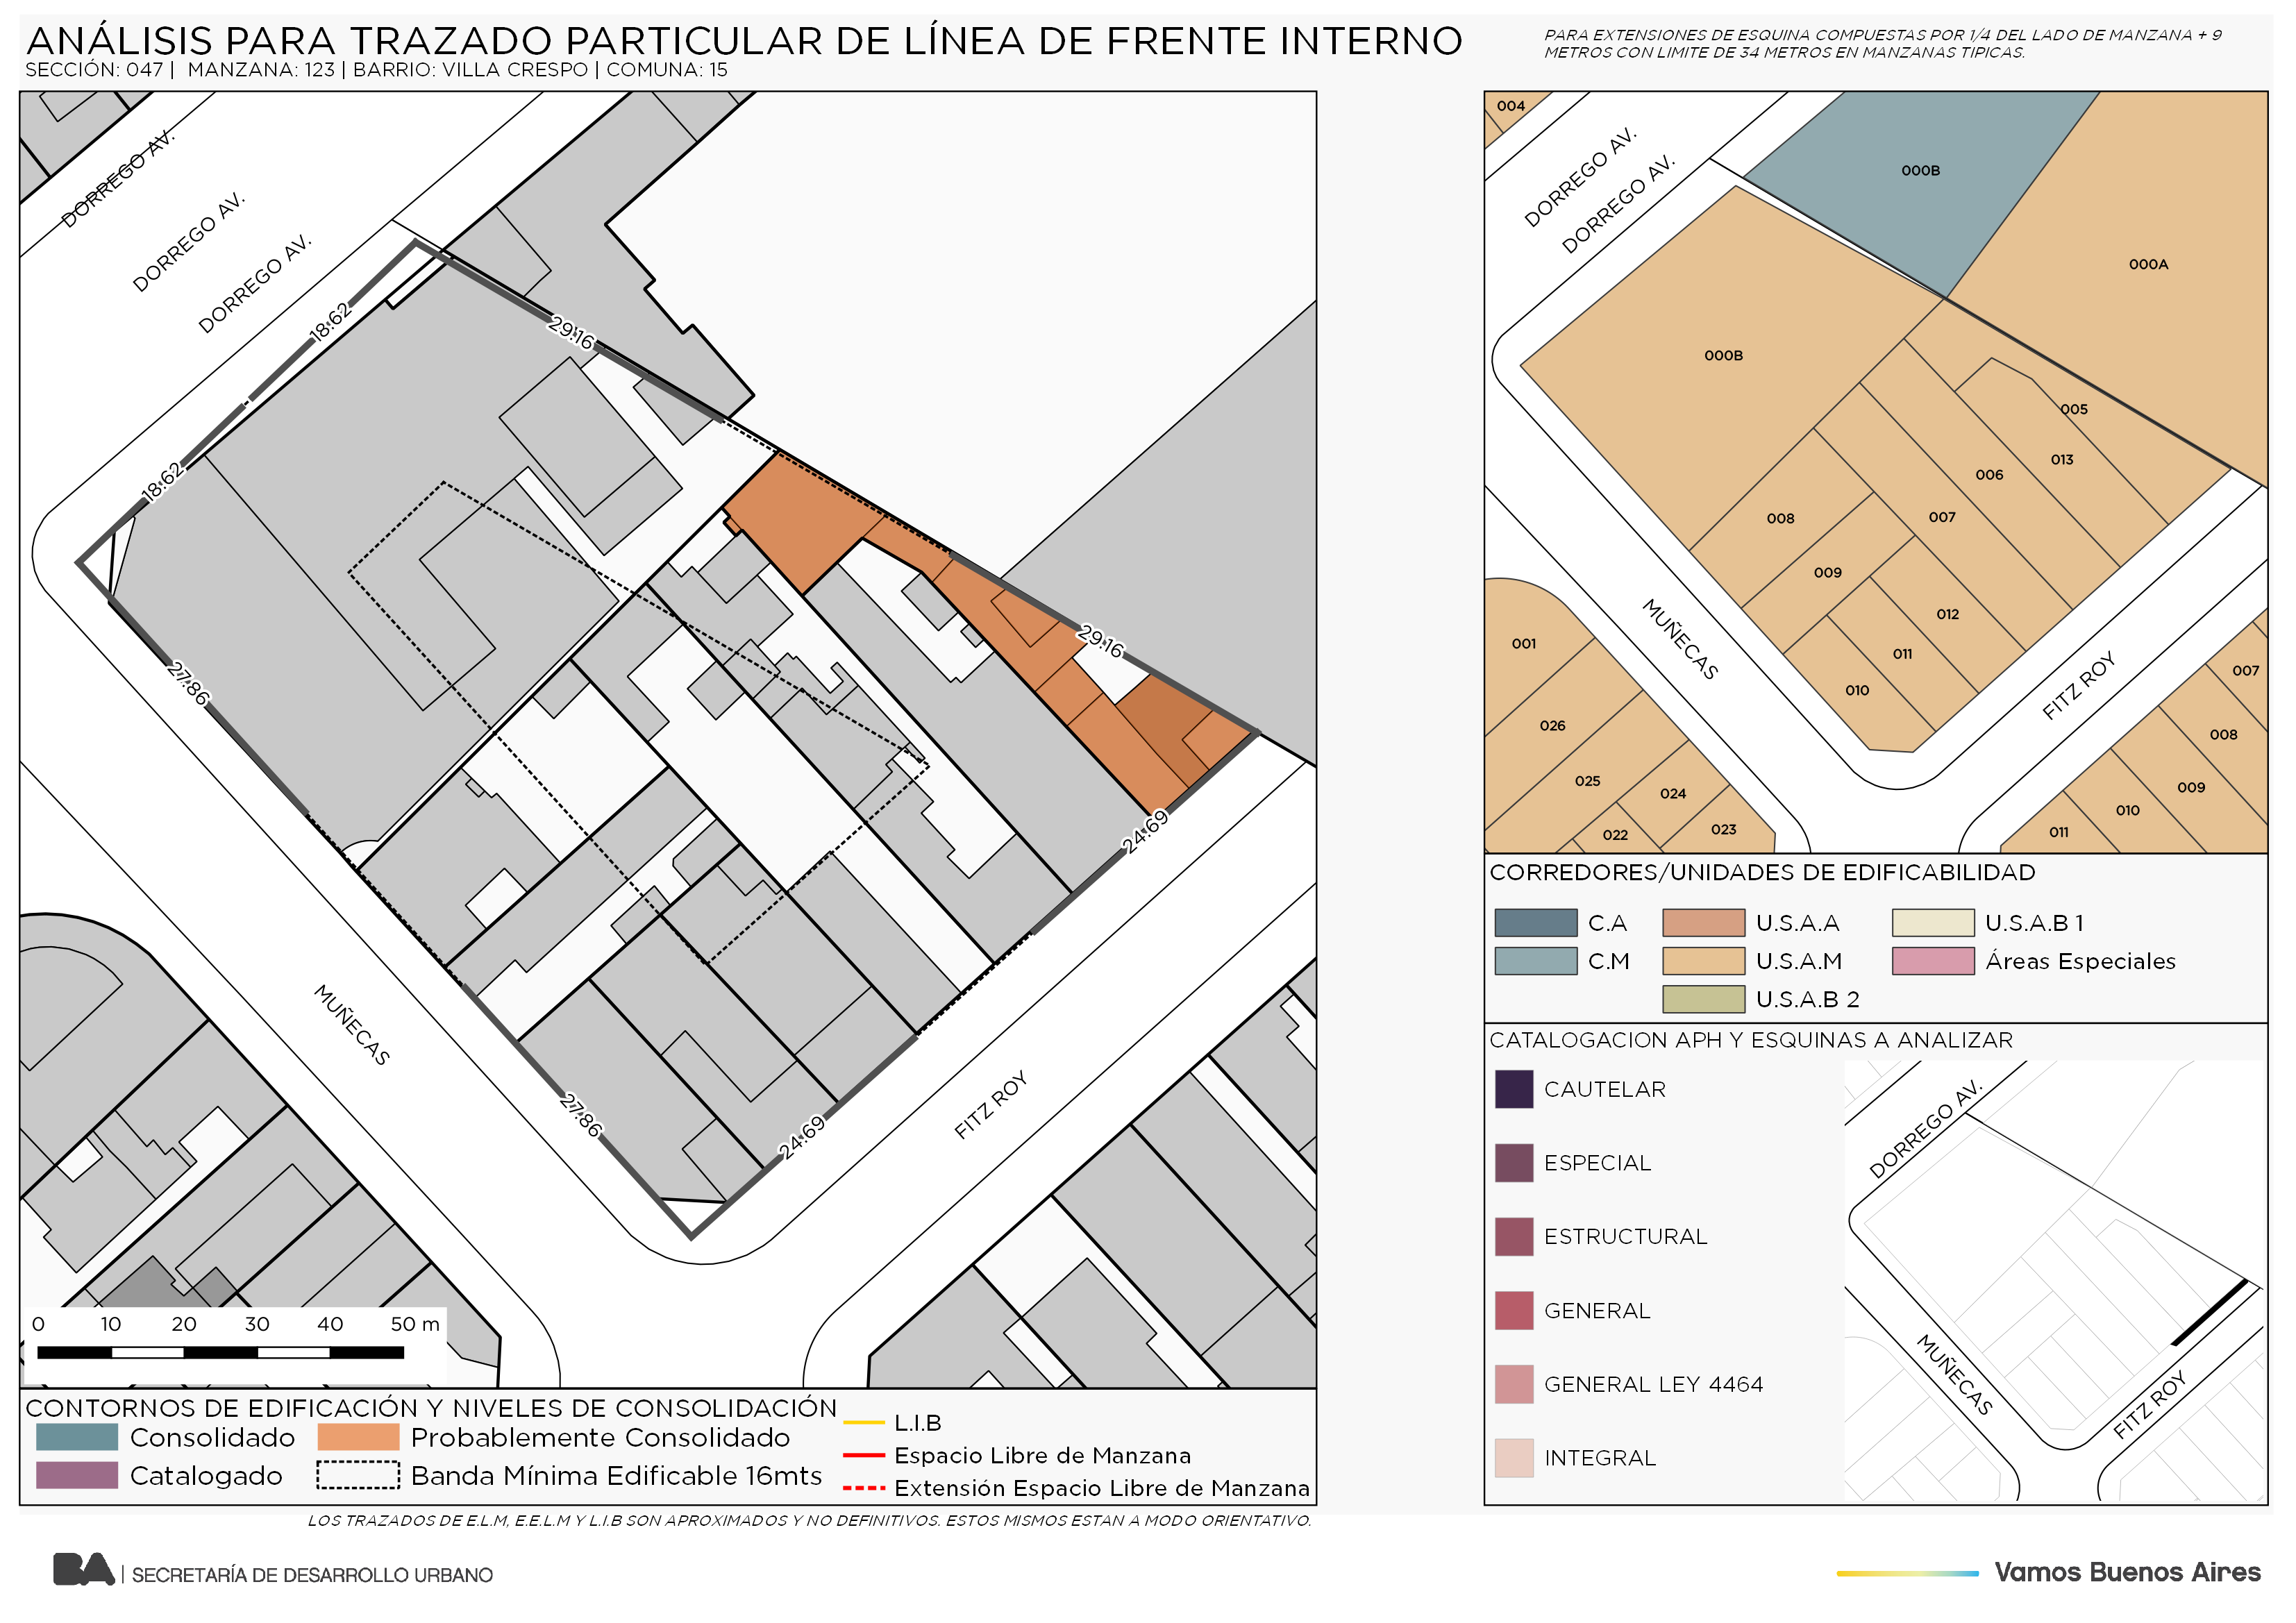 ANÁLISIS PARA TRAZADO PARTICULAR DE LÍNEA DE FRENTE INTERNO
SECCIÓN: 047 | MANZANA: 123 | BARRIO: VILLA CRESPO | COMUNA: 15
PARA EXTENSIONES DE ESQUINA COMPUESTAS POR 1/4 DEL LADO DE MANZANA + 9
METROS CON LIMITE DE 34 METROS EN MANZANAS TIPICAS.
DORREGO AV.
DORREGO AV.
DORREGO AV.
18.62
29.16
18.62
29.16
27.86
24.69
MUÑECAS
27.86
24.69
FITZ ROY
0 10 20 30 40 50 m
CONTORNOS DE EDIFICACIÓN Y NIVELES DE CONSOLIDACIÓN
Consolidado
Probablemente Consolidado
Catalogado
Banda Mínima Edificable 16mts
L.I.B
Espacio Libre de Manzana
Extensión Espacio Libre de Manzana
LOS TRAZADOS DE E.L.M, E.E.L.M Y L.I.B SON APROXIMADOS Y NO DEFINITIVOS. ESTOS MISMOS ESTAN A MODO ORIENTATIVO.
004
DORREGO AV.
DORREGO AV.
000B
000A
000B
005
013
006
007
008
009
012
011
010
MUÑECAS
FITZ ROY
001
026
025
024
022
023
007
008
009
010
011
CORREDORES/UNIDADES DE EDIFICABILIDAD
C.A
U.S.A.A
U.S.A.B 1
C.M
U.S.A.M
Áreas Especiales
U.S.A.B 2
CATALOGACION APH Y ESQUINAS A ANALIZAR
CAUTELAR
ESPECIAL
ESTRUCTURAL
GENERAL
GENERAL LEY 4464
INTEGRAL
DORREGO AV.
MUÑECAS
FITZ ROY
BA | SECRETARÍA DE DESARROLLO URBANO
Vamos Buenos Aires